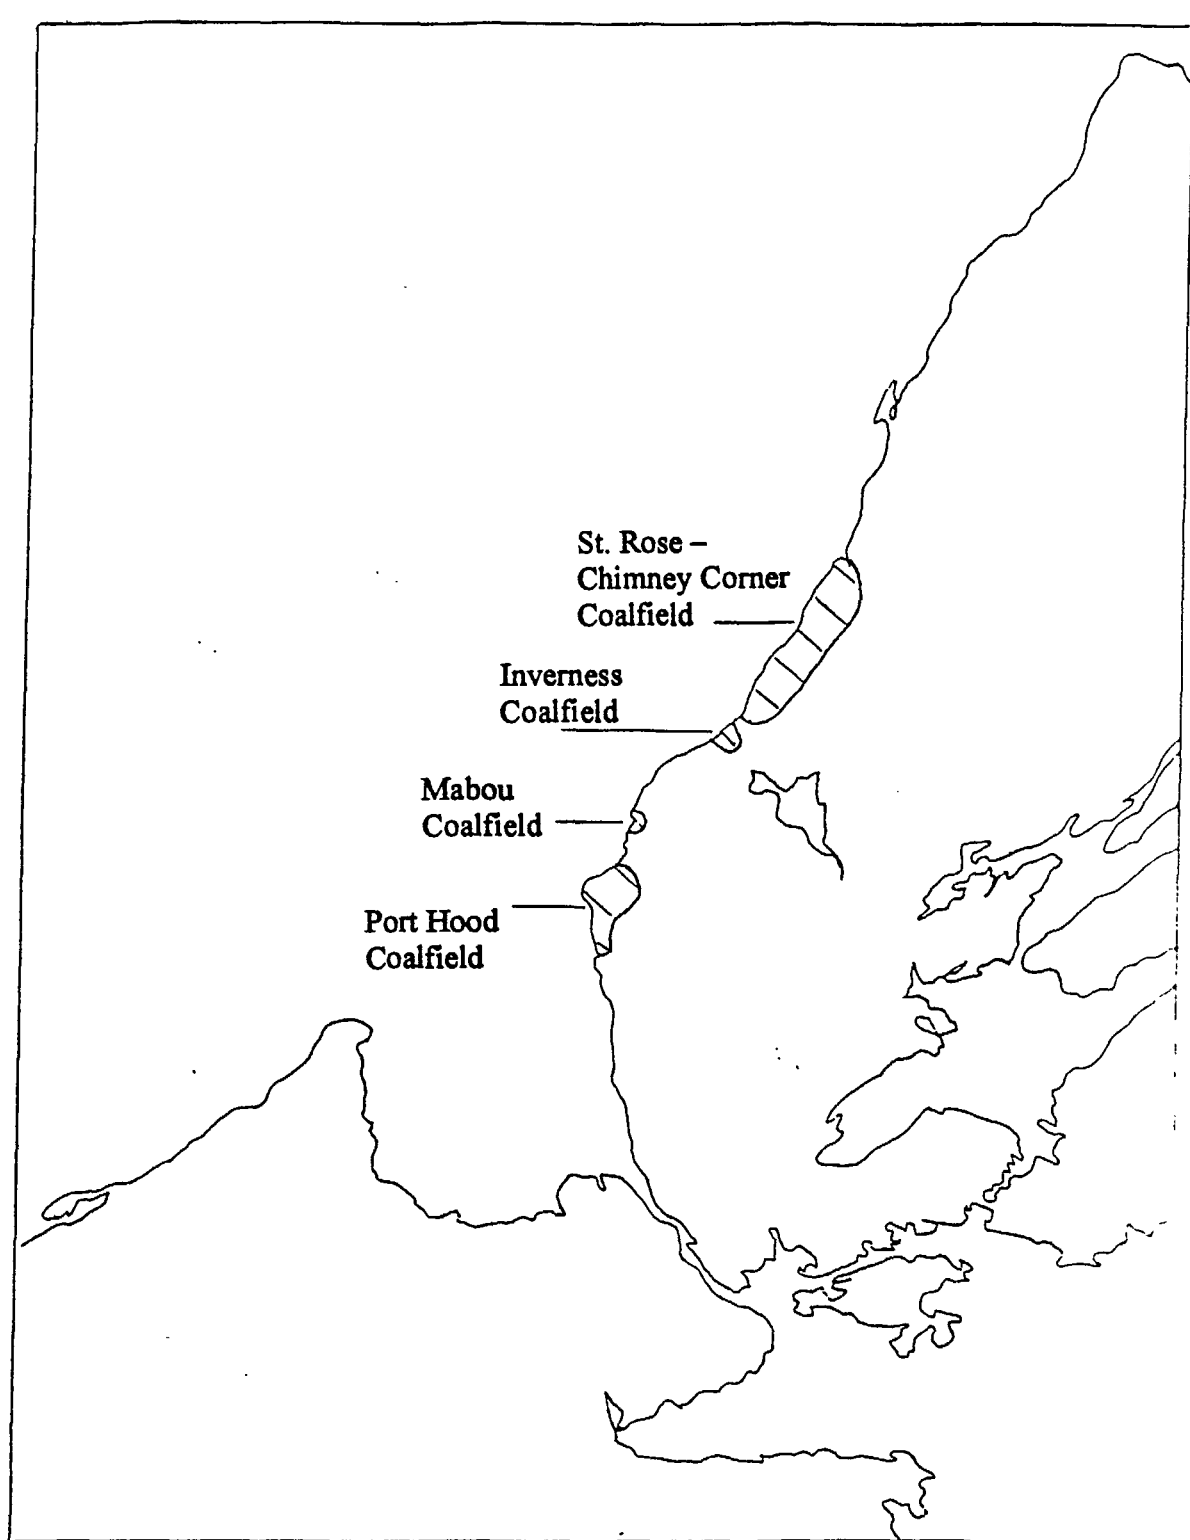 St. Rose –
Chimney Corner
Coalfield
Inverness
Coalfield
Mabou
Coalfield
Port Hood
Coalfield